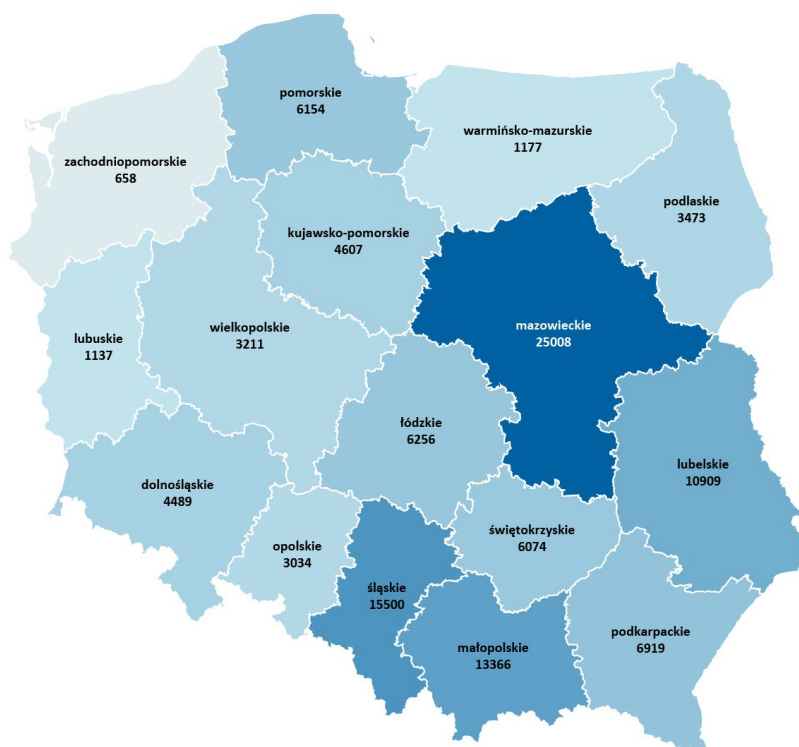 pomorskie
6154
warmińsko-mazurskie
1177
zachodniopomorskie
658
podlaskie
3473
kujawsko-pomorskie
4607
mazowieckie
25008
wielkopolskie
3211
lubuskie
1137
łódzkie
6256
lubelskie
10909
dolnośląskie
4489
świętokrzyskie
6074
opolskie
3034
śląskie
15500
podkarpackie
6919
małopolskie
13366